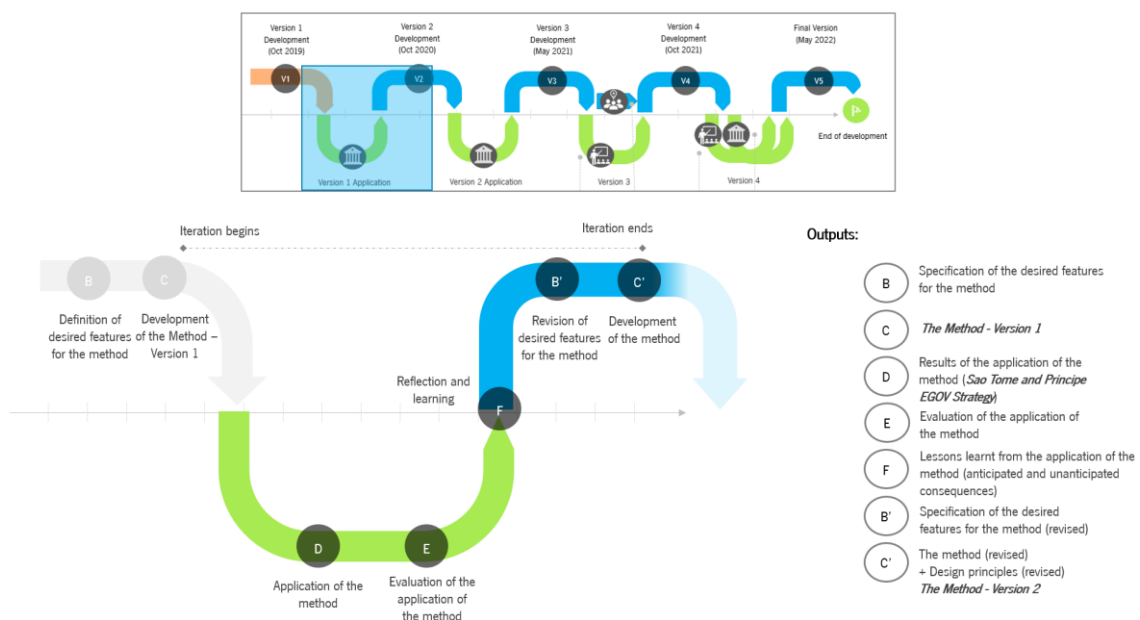 Version 1
Development
(Oct 2019)
Version 2
Development
(Oct 2020)
Version 3
Development
(May 2021)
Version 4
Development
(Oct 2021)
Final Version
(May 2022)
V1
V2
V3
V4
V5
End of development
Version 1 Application
Version 2 Application
Version 3
Version 4
Iteration begins
Iteration ends
B
C
B'
C'
Definition of
desired features
for the method
Development
of the Method –
Version 1
Revision of
desired features
for the method
Development
of the method
Reflection and
learning
F
D
E
Application of the
method
Evaluation of the
application of
the method
Outputs:
B
Specification of the desired features
for the method
C
The Method - Version 1
D
Results of the application of the
method (Sao Tome and Principe
EGOV Strategy)
E
Evaluation of the application of
the method
F
Lessons learnt from the application of the
method (anticipated and unanticipated
consequences)
B'
Specification of the desired
features for the method (revised)
C'
The method (revised)
+ Design principles (revised)
The Method - Version 2